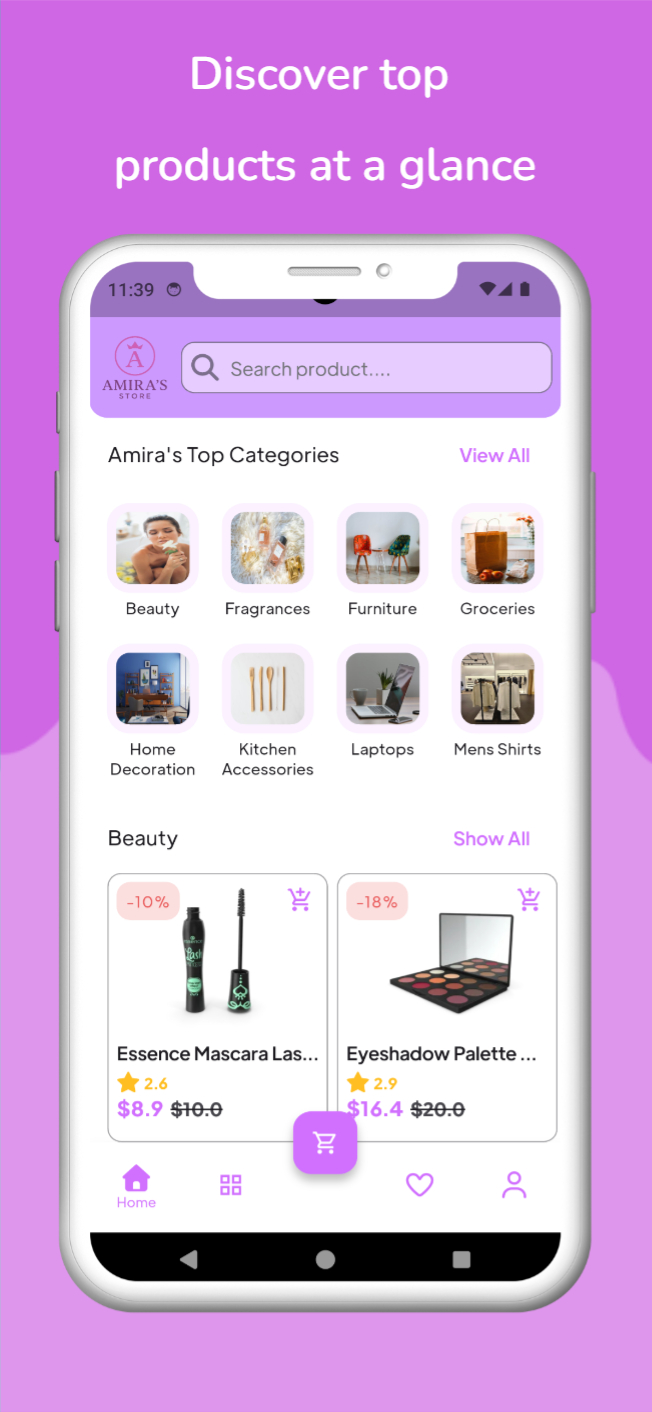 Discover top
products at a glance
11:39
A
AMIRA'S
STORE
Search product....
Amira's Top Categories
View All
Beauty
Fragrances
Furniture
Groceries
Home
Decoration
Kitchen
Accessories
Laptops
Mens Shirts
Beauty
Show All
-10%
-18%
Lash
Essence Mascara Las...
Eyeshadow Palette ...
2.6
2.9
$8.9 $10.0
$16.4 $20.0
Home